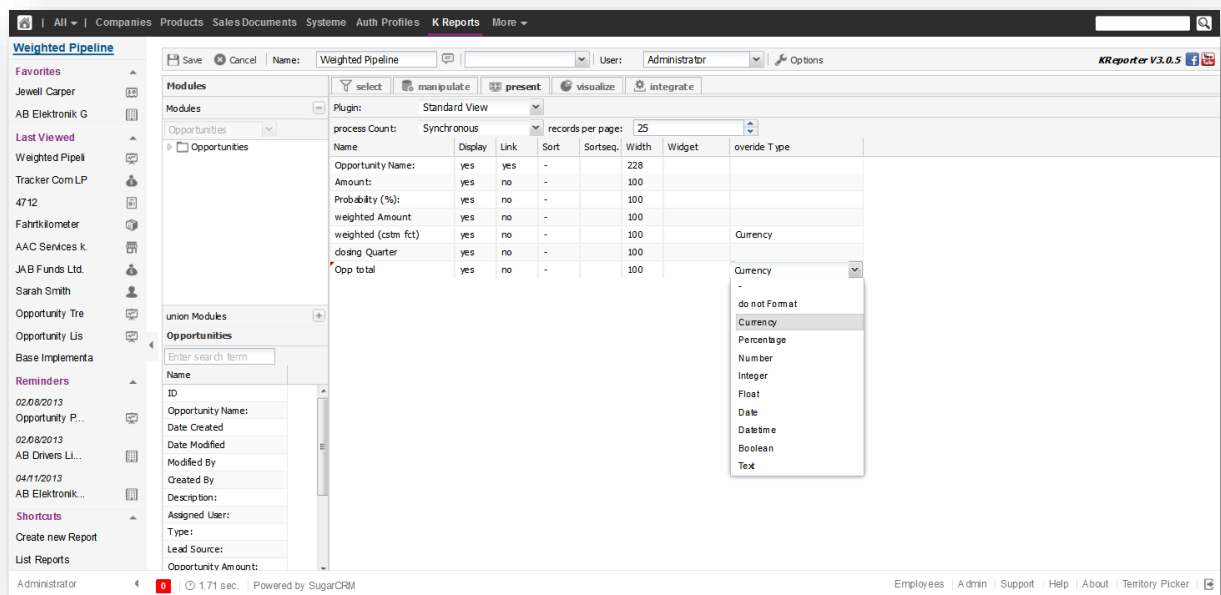 All | Companies Products Sales Documents Systeme Auth Profiles K Reports More
Weighted Pipeline
Favorites
Jewell Carper
AB Elektronik G
Last Viewed
Weighted Pipeli
Tracker Com LP
4712
Fahrtkilometer
AAC Services k.
JAB Funds Ltd.
Sarah Smith
Opportunity Tre
Opportunity Lis
Base Implementa
Reminders
02/08/2013
Opportunity P...
02/08/2013
AB Drivers Li...
04/11/2013
AB Elektronik...
Shortcuts
Create new Report
List Reports
Administrator
Save Cancel Name: Weighted Pipeline User: Administrator Options KReporter V3.0.5
Modules
Modules
Opportunities
Opportunities
union Modules
Opportunities
Enter search term
Name
ID
Opportunity Name:
Date Created
Date Modified
Modified By
Created By
Description:
Assigned User:
Type:
Lead Source:
Opportunity Amount:
select manipulate present visualize integrate
Plugin: Standard View
process Count: Synchronous records per page: 25
Name Display Link Sort Sortseq. Width Widget overide Type
Opportunity Name: yes yes - 228
Amount: yes no - 100
Probability (%): yes no - 100
weighted Amount yes no - 100
weighted (cstm fct) yes no - 100 Currency
closing Quarter yes no - 100
Opp total yes no - 100 Currency
-
do not Format
Currency
Percentage
Number
Integer
Float
Date
Datetime
Boolean
Text
0 1.71 sec. Powered by SugarCRM
Employees | Admin | Support | Help | About | Territory Picker